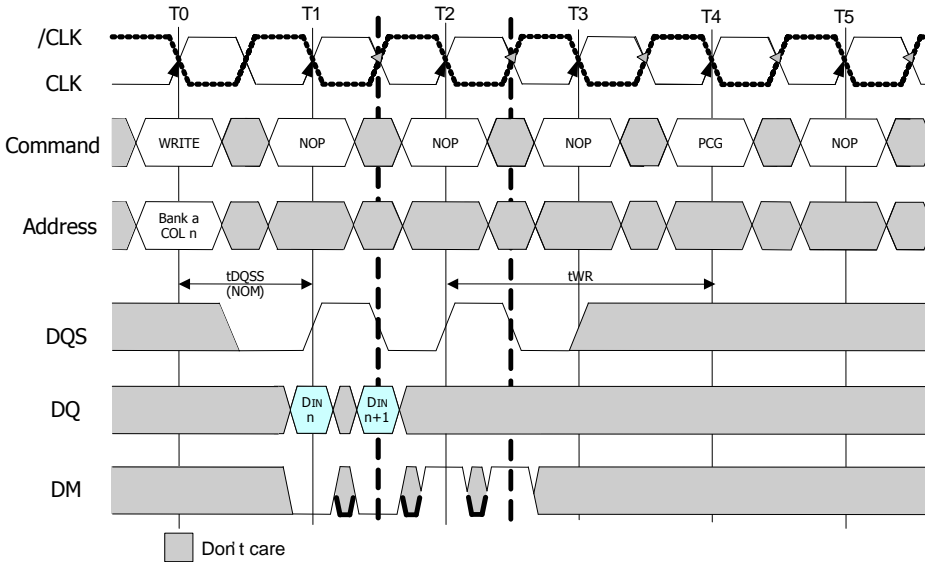 T0 T1 T2 T3 T4 T5
/CLK
CLK
Command WRITE NOP NOP NOP PCG NOP
Address Bank a
COL n
tDQSS
(NOM)
tWR
DQS
DQ DIN
n
DIN
n+1
DM
Don't care